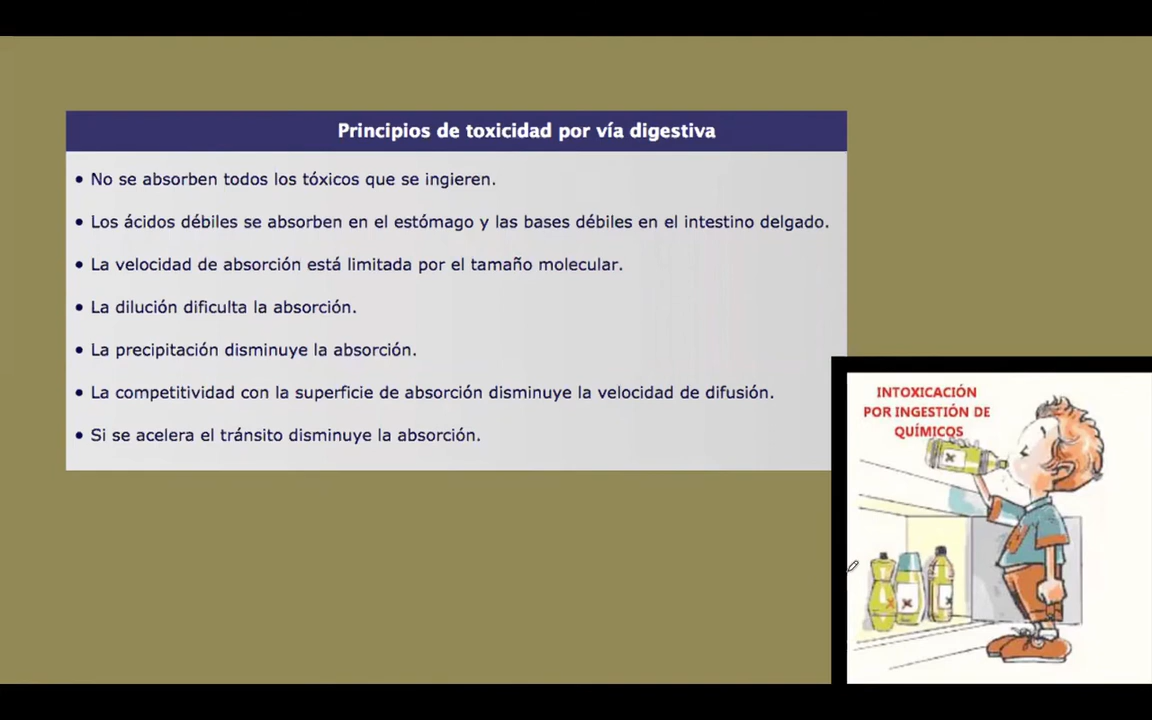 Principios de toxicidad por vía digestiva
• No se absorben todos los tóxicos que se ingieren.
• Los ácidos débiles se absorben en el estómago y las bases débiles en el intestino delgado.
• La velocidad de absorción está limitada por el tamaño molecular.
• La dilución dificulta la absorción.
• La precipitación disminuye la absorción.
• La competitividad con la superficie de absorción disminuye la velocidad de difusión.
• Si se acelera el tránsito disminuye la absorción.
INTOXICACIÓN
POR INGESTIÓN DE
QUÍMICOS